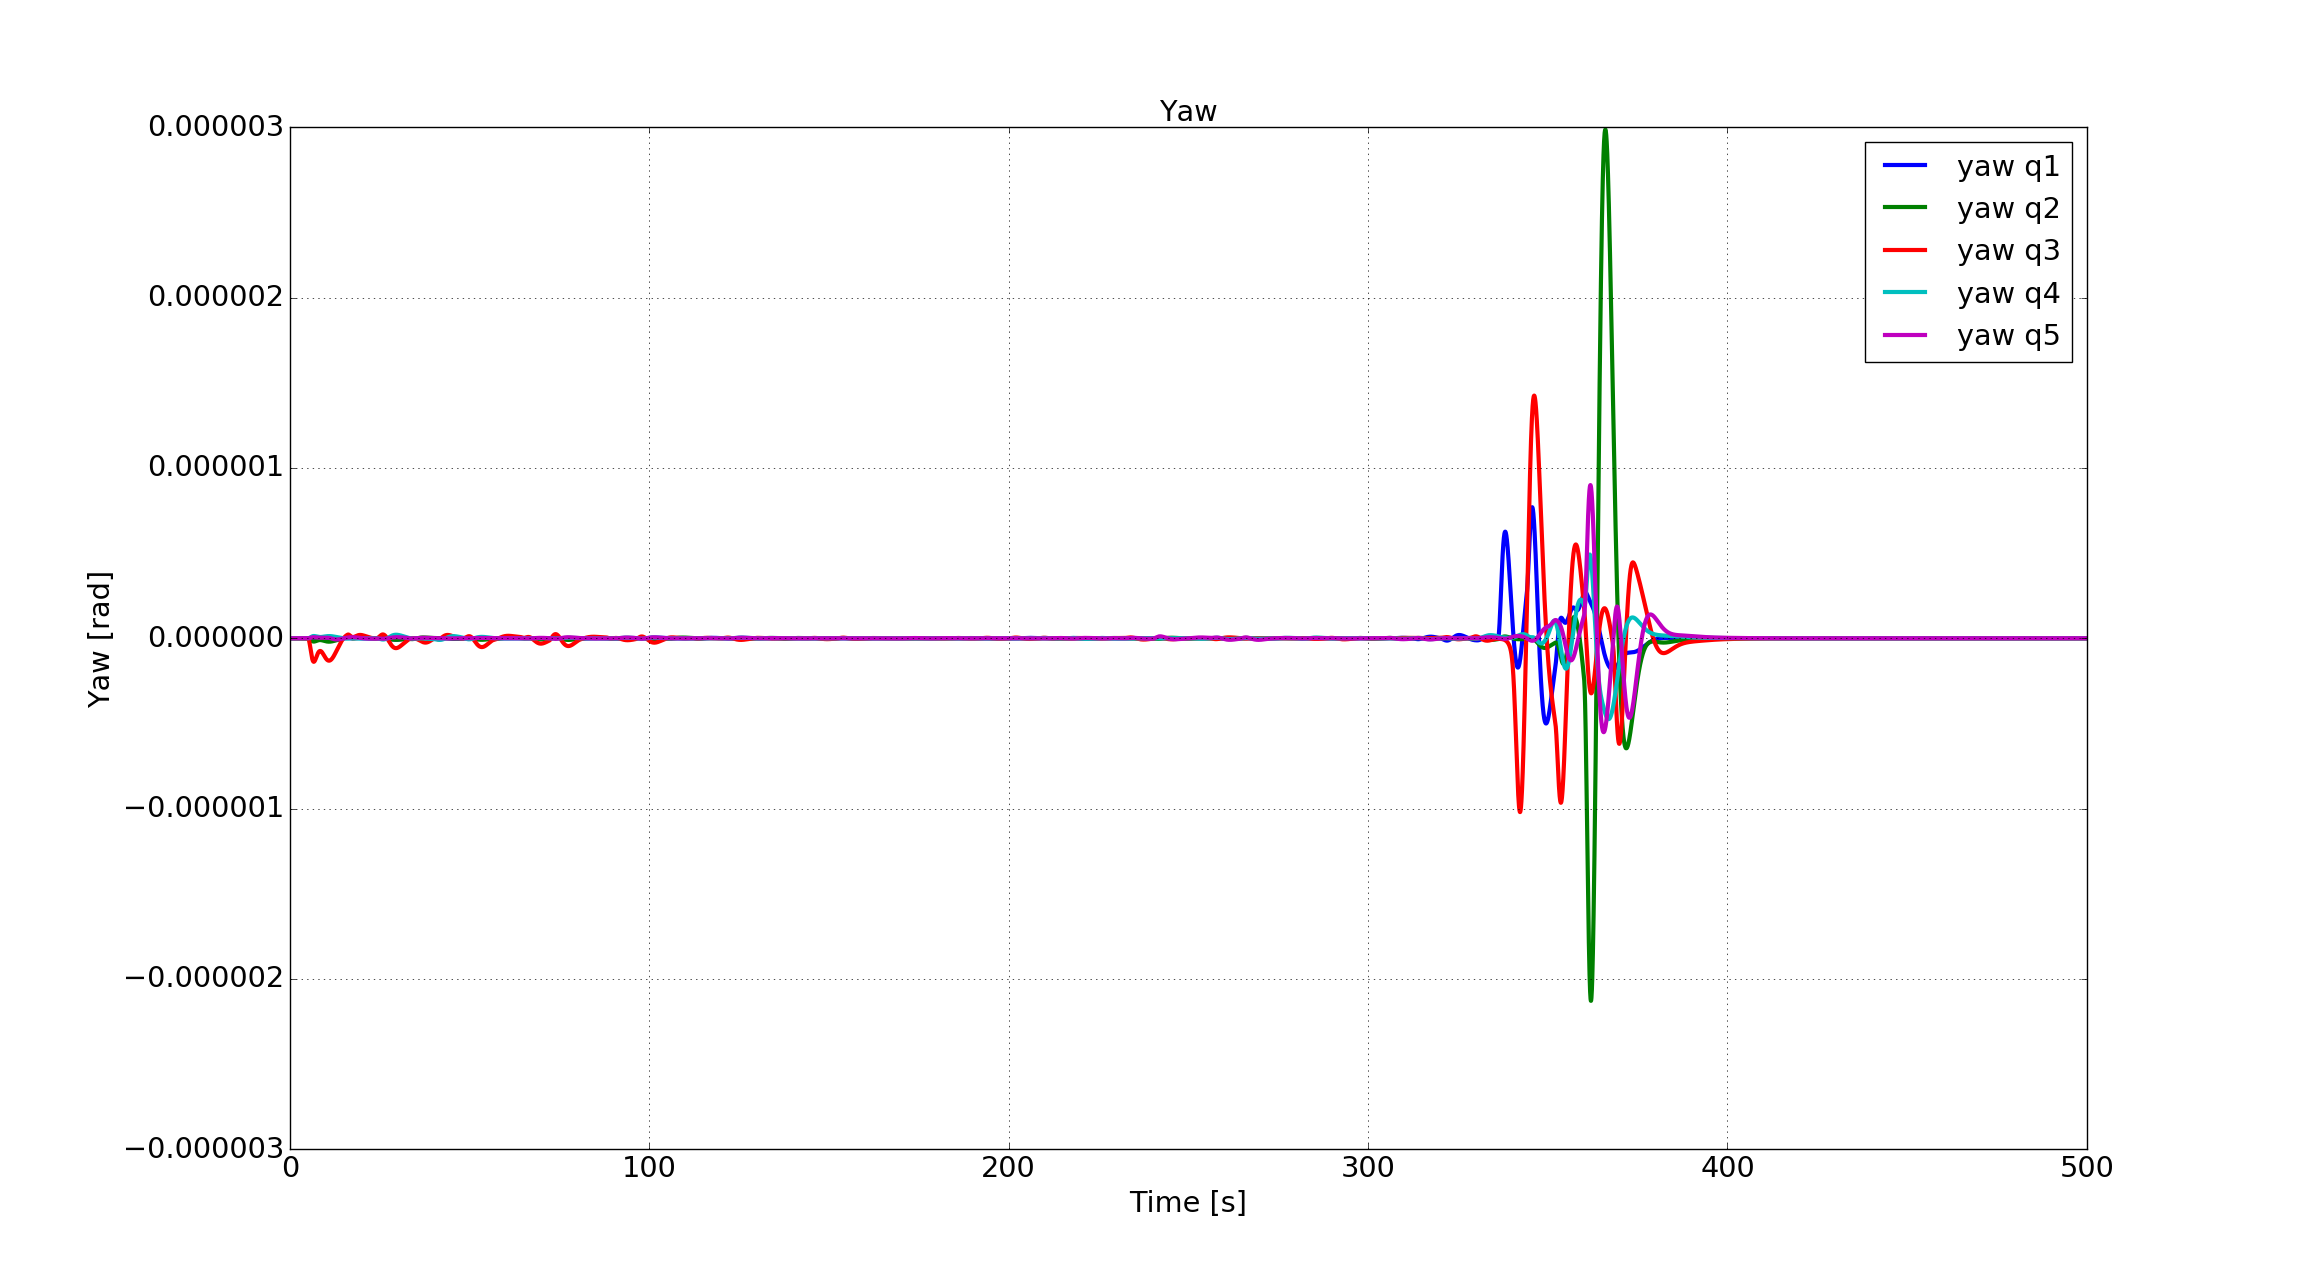 Yaw
0.000003
0.000002
0.000001
0.000000
−0.000001
−0.000002
−0.000003
Yaw [rad]
yaw q1
yaw q2
yaw q3
yaw q4
yaw q5
0 100 200 300 400 500
Time [s]